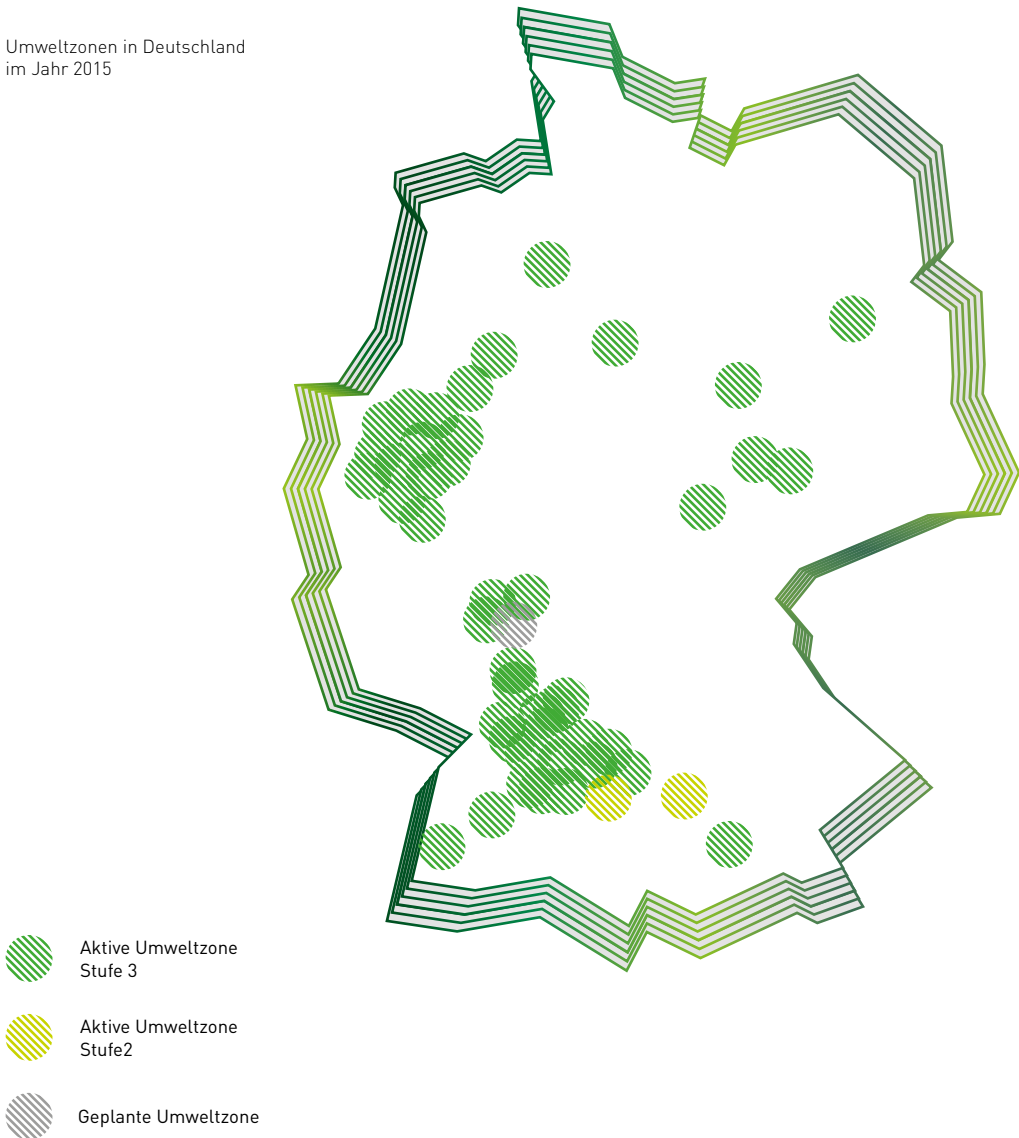 Umweltzonen in Deutschland
im Jahr 2015
Aktive Umweltzone
Stufe 3
Aktive Umweltzone
Stufe2
Geplante Umweltzone